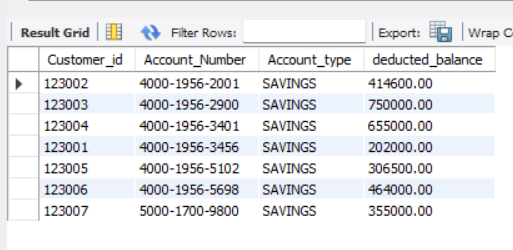 Result Grid Filter Rows: Export: Wrap C
Customer_id Account_Number Account_type deducted_balance
123002 4000-1956-2001 SAVINGS 414600.00
123003 4000-1956-2900 SAVINGS 750000.00
123004 4000-1956-3401 SAVINGS 655000.00
123001 4000-1956-3456 SAVINGS 202000.00
123005 4000-1956-5102 SAVINGS 306500.00
123006 4000-1956-5698 SAVINGS 464000.00
123007 5000-1700-9800 SAVINGS 355000.00